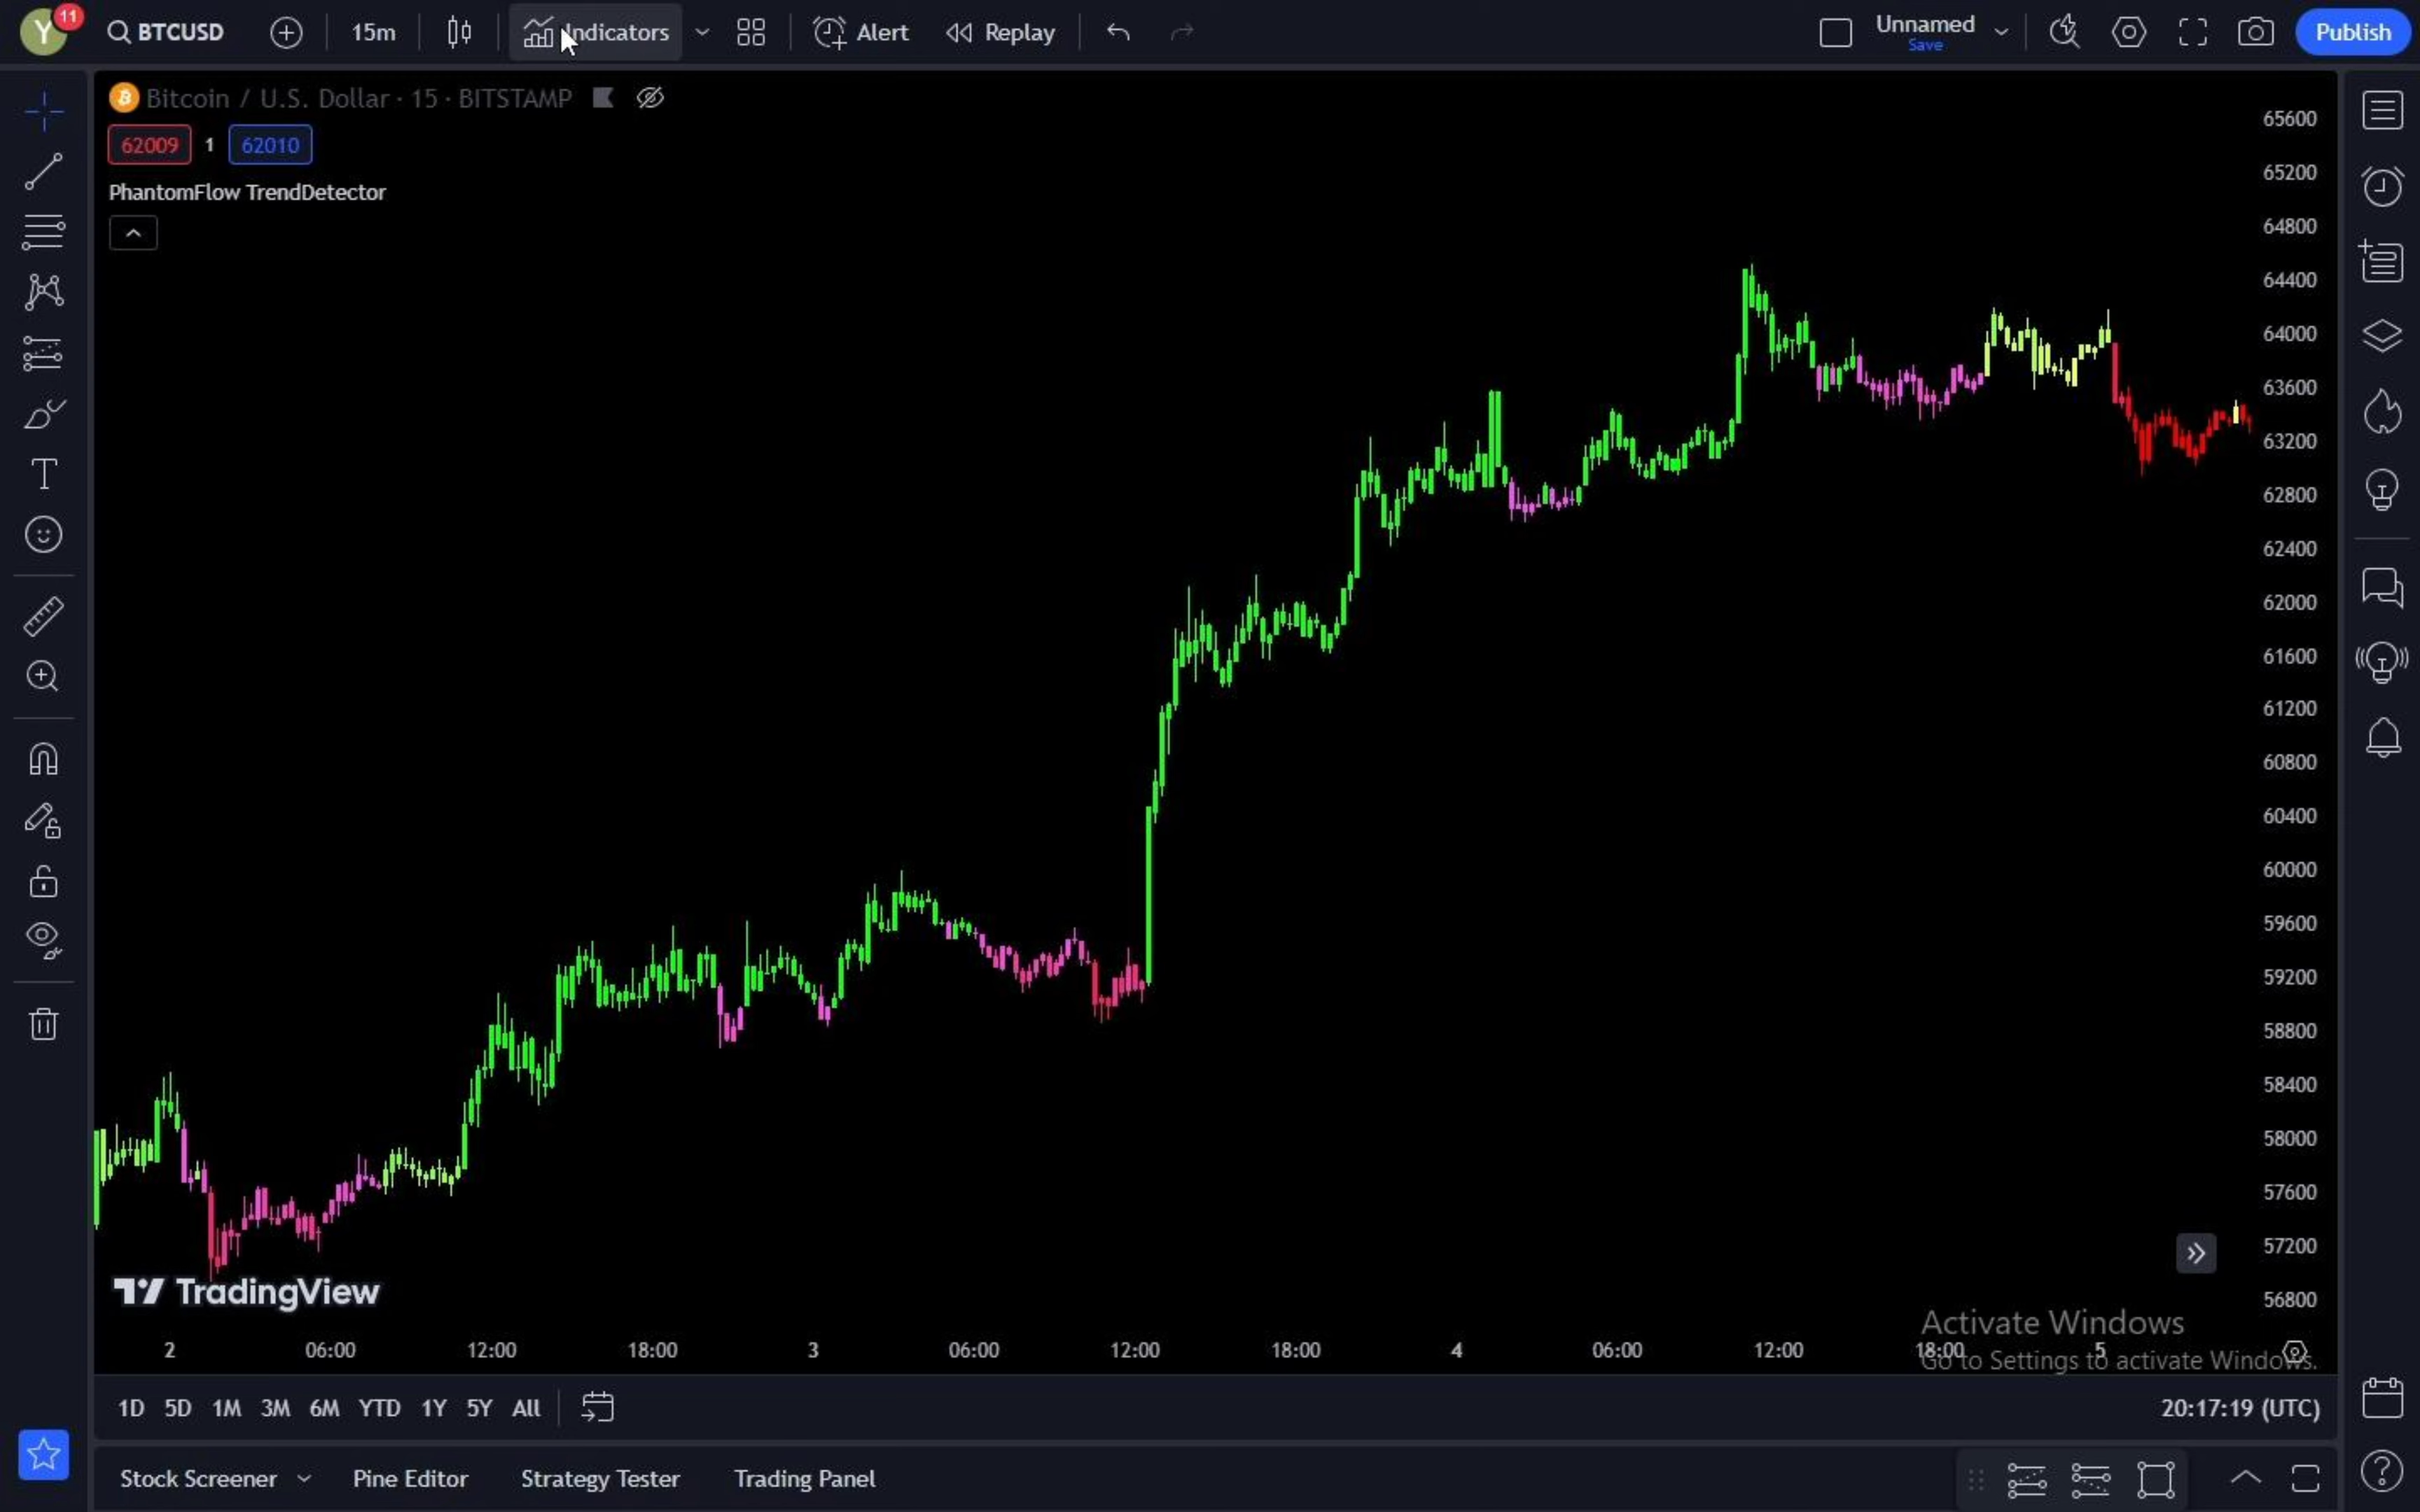 Y
11
BTCUSD
15m
Indicators
Alert
Replay
Unnamed
Save
Publish
Bitcoin / U.S. Dollar · 15 · BITSTAMP
62009
1
62010
PhantomFlow TrendDetector
65600
65200
64800
64400
64000
63600
63200
62800
62400
62000
61600
61200
60800
60400
60000
59600
59200
58800
58400
58000
57600
57200
56800
TradingView
Activate Windows
Go to Settings to activate Windows.
2 06:00 12:00 18:00 3 06:00 12:00 18:00 4 06:00 12:00 18:00 5
1D 5D 1M 3M 6M YTD 1Y 5Y All
20:17:19 (UTC)
Stock Screener
Pine Editor
Strategy Tester
Trading Panel